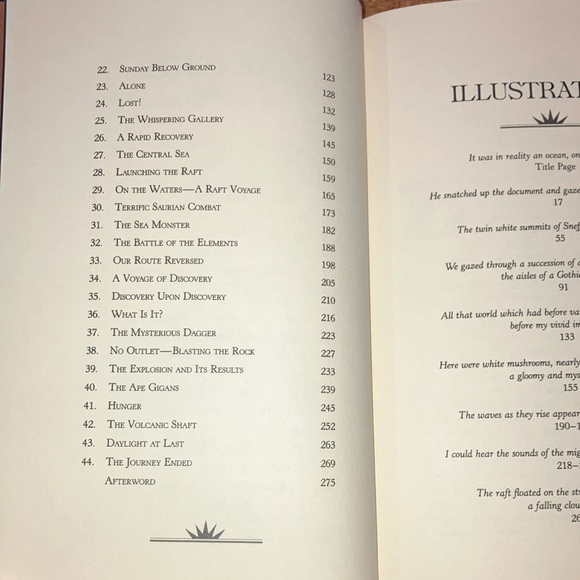 22. Sunday Below Ground 123
23. Alone 128
24. Lost! 132
25. The Whispering Gallery 139
26. A Rapid Recovery 145
27. The Central Sea 150
28. Launching the Raft 159
29. On the Waters—A Raft Voyage 165
30. Terrific Saurian Combat 173
31. The Sea Monster 182
32. The Battle of the Elements 188
33. Our Route Reversed 198
34. A Voyage of Discovery 205
35. Discovery Upon Discovery 210
36. What Is It? 216
37. The Mysterious Dagger 223
38. No Outlet—Blasting the Rock 227
39. The Explosion and Its Results 233
40. The Ape Gigans 239
41. Hunger 245
42. The Volcanic Shaft 252
43. Daylight at Last 263
44. The Journey Ended 269
Afterword 275
ILLUSTRAT
It was in reality an ocean, on
Title Page
He snatched up the document and gaze
17
The twin white summits of Snef
55
We gazed through a succession of a
the aisles of a Gothi
91
All that world which had before va
before my vivid im
133
Here were white mushrooms, nearly
a gloomy and mys
155
The waves as they rise appear
190–1
I could hear the sounds of the mig
218–
The raft floated on the st
a falling clou
26